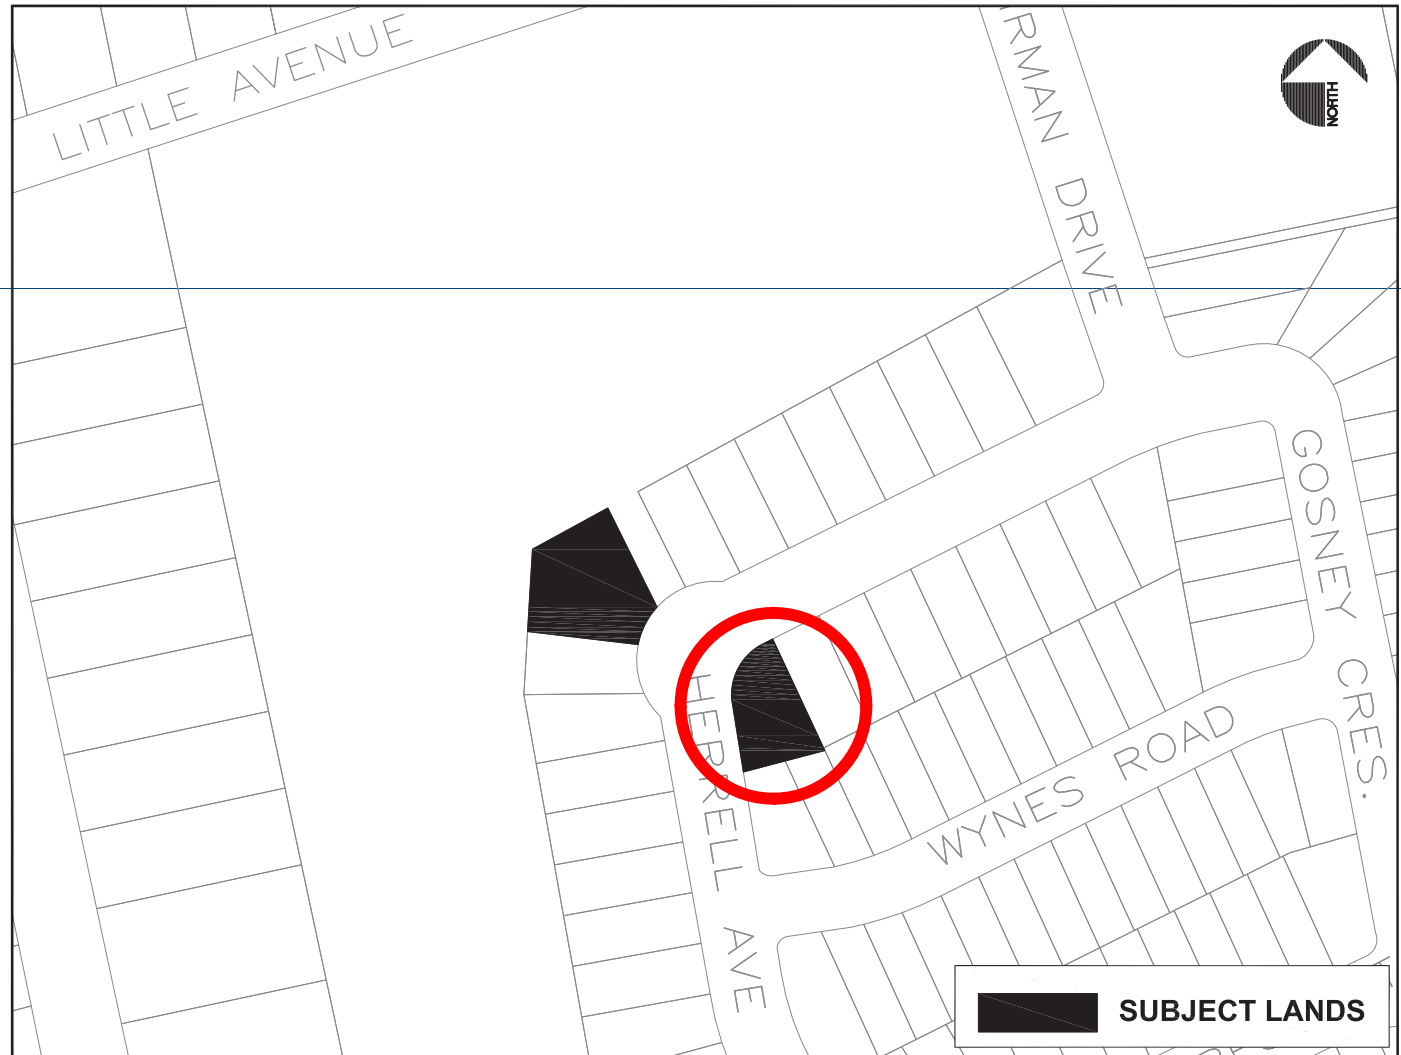 LITTLE AVENUE
RMAN DRIVE
NORTH
GOSNEY CRES.
HERRELL AVE
WYNES ROAD
SUBJECT LANDS